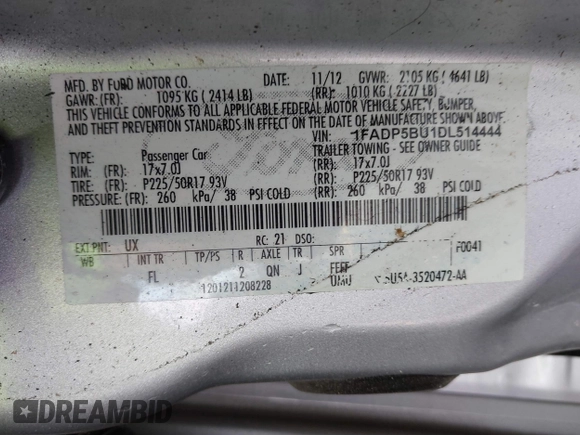 MFD. BY FORD MOTOR CO. DATE: 11/12 GVWR: 2105 KG ( 4641 LB)
GAWR: (FR): 1095 KG ( 2414 LB) (RR): 1010 KG ( 2227 LB)
THIS VEHICLE CONFORMS TO ALL APPLICABLE FEDERAL MOTOR VEHICLE SAFETY, BUMPER,
AND THEFT PREVENTION STANDARDS IN EFFECT ON THE DATE OF MANUFACTURE SHOWN ABOVE.
VIN: 1FADP5BU1DL514444
TYPE: Passenger Car TRAILER TOWING - SEE OWNER GUIDE
RIM: (FR): 17x7.0J (RR): 17x7.0J
TIRE: (FR): P225/50R17 93V (RR): P225/50R17 93V
PRESSURE: (FR): 260 kPa/ 38 PSI COLD (RR): 260 kPa/ 38 PSI COLD
EXT PNT: UX RC: 21 DSO: F0041
WB INT TR TP/PS R AXLE TR SPR
FL 2 QN J FEFF
1201211208228 UMU 5U5A-3520472-AA
DREAMBID